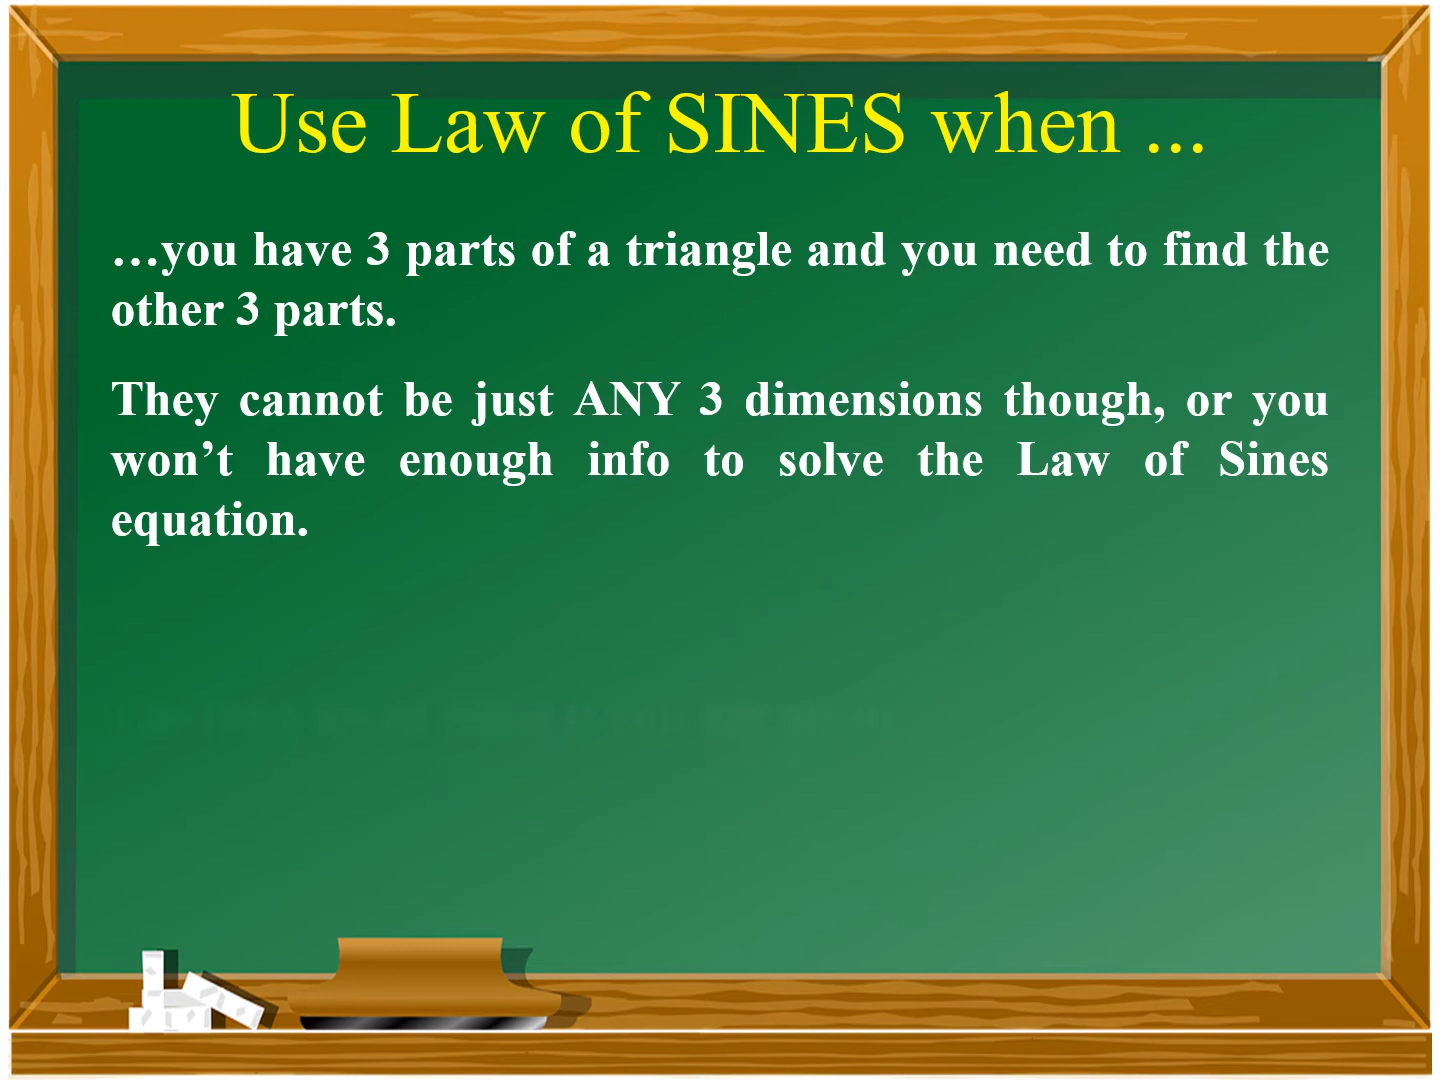 Use Law of SINES when ...
…you have 3 parts of a triangle and you need to find the
other 3 parts.
They cannot be just ANY 3 dimensions though, or you
won’t have enough info to solve the Law of Sines
equation.